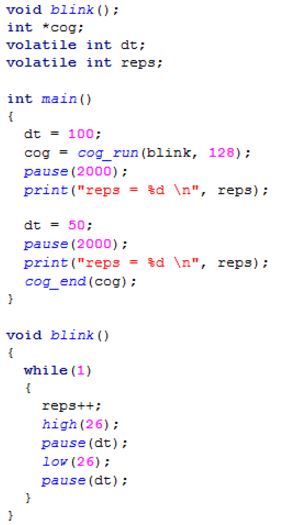 void blink();
int *cog;
volatile int dt;
volatile int reps;

int main()
{
  dt = 100;
  cog = cog_run(blink, 128);
  pause(2000);
  print("reps = %d \n", reps);

  dt = 50;
  pause(2000);
  print("reps = %d \n", reps);
  cog_end(cog);
}

void blink()
{
  while(1)
  {
    reps++;
    high(26);
    pause(dt);
    low(26);
    pause(dt);
  }
}